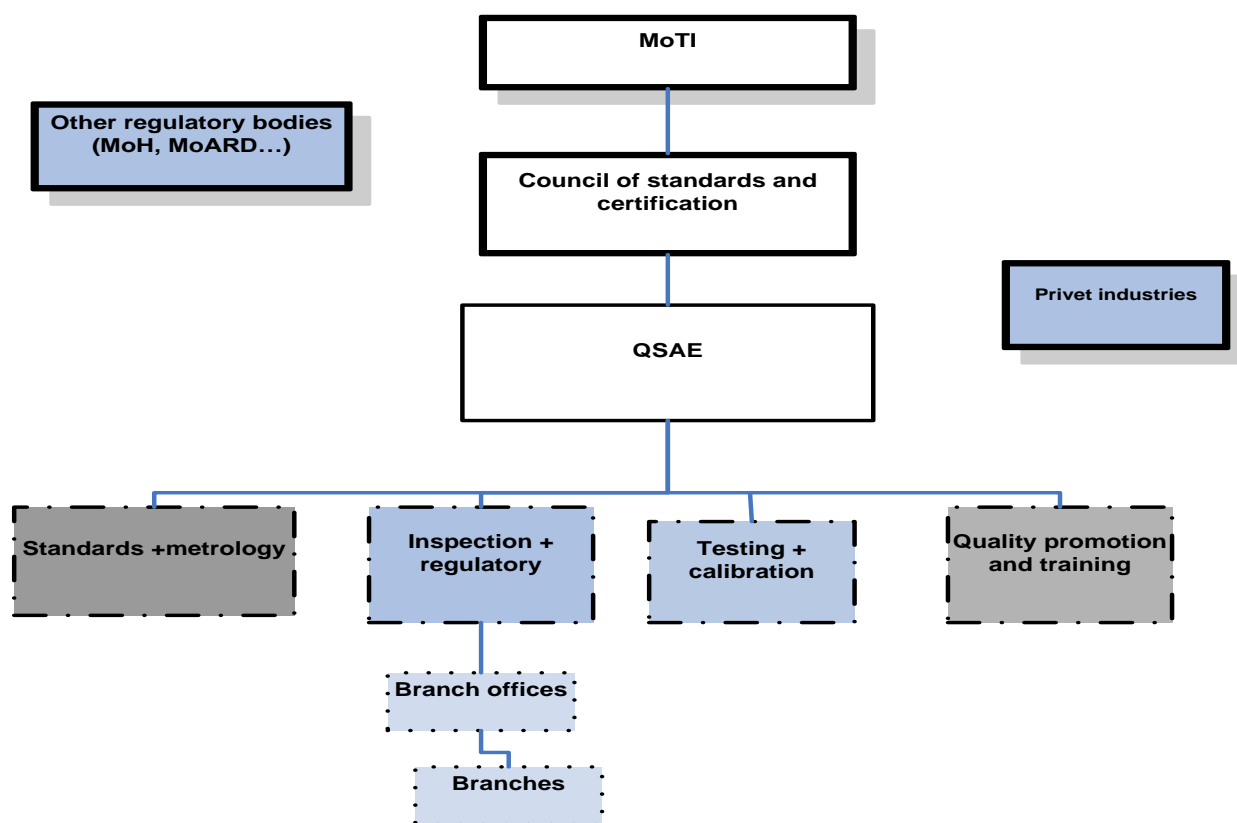 MoTI
Other regulatory bodies
(MoH, MoARD…)
Council of standards and
certification
Privet industries
QSAE
Standards +metrology
Inspection +
regulatory
Testing +
calibration
Quality promotion
and training
Branch offices
Branches